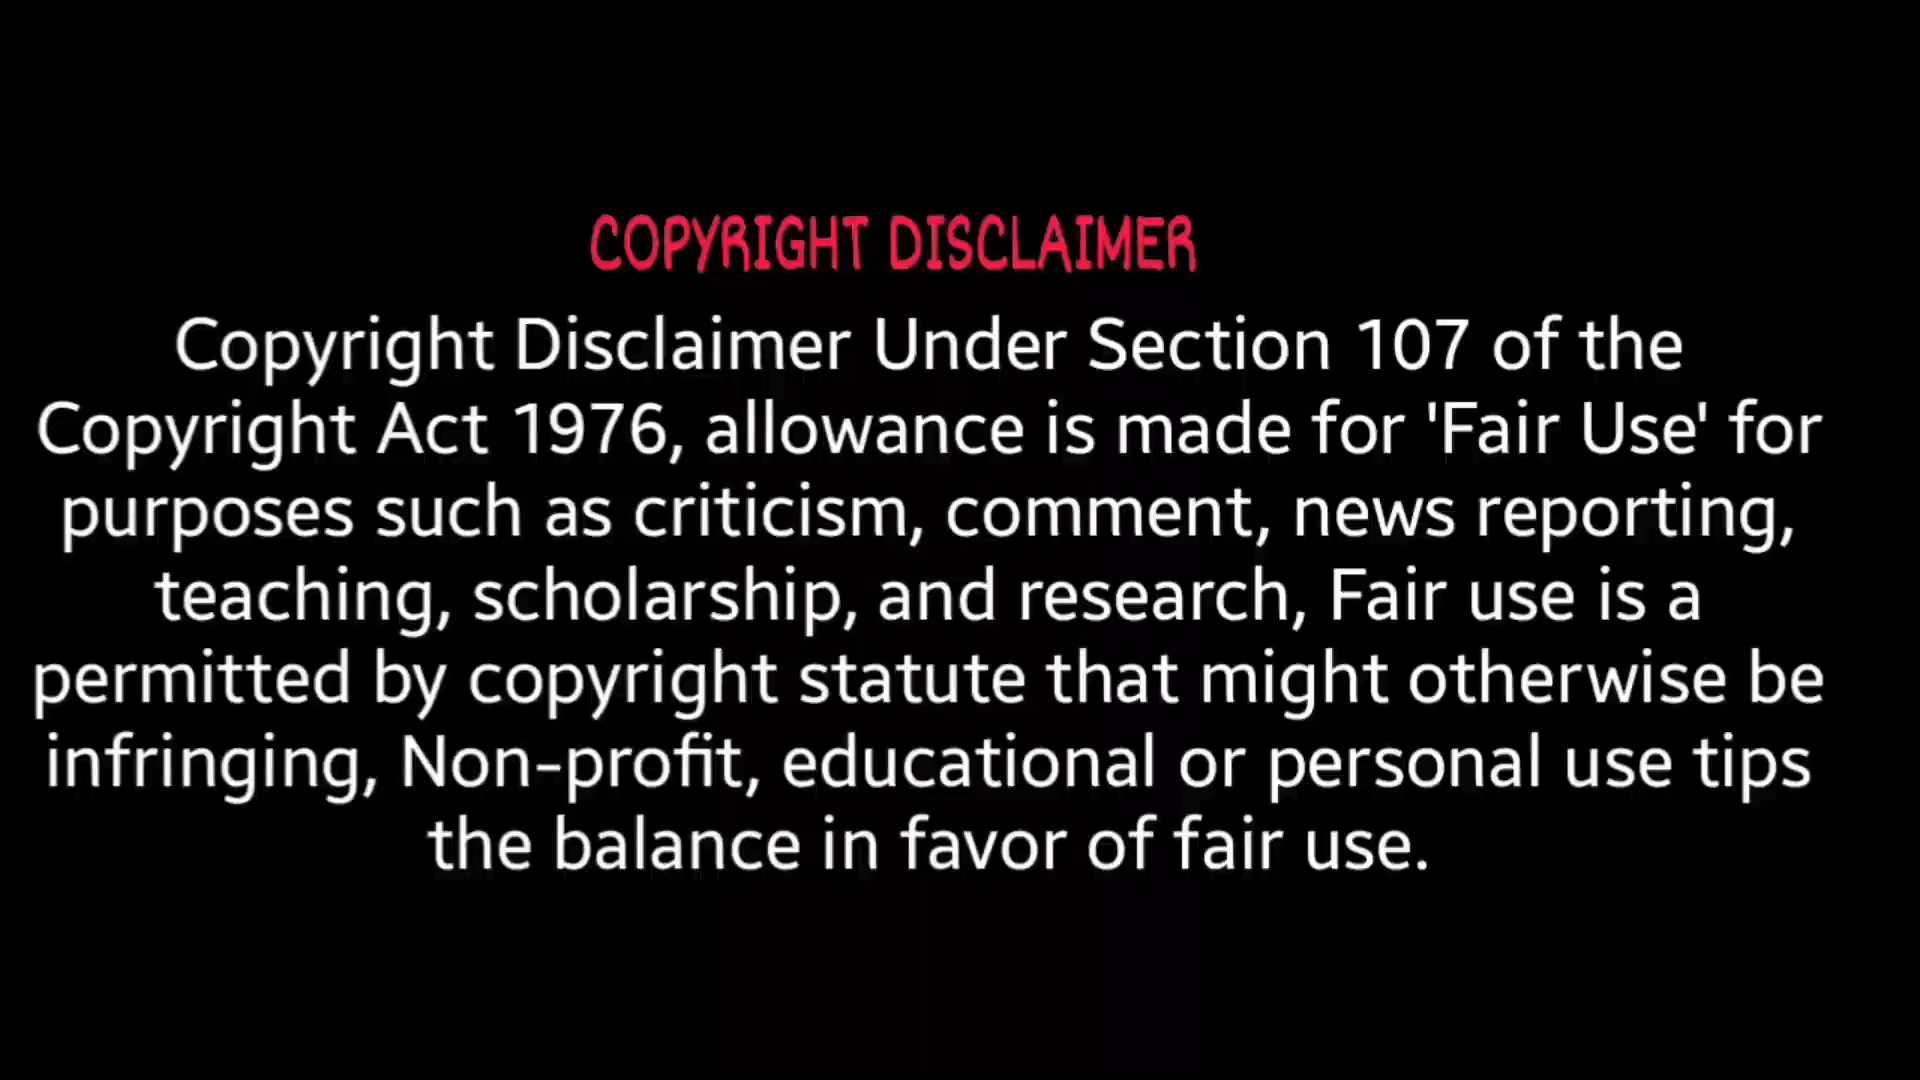 COPYRIGHT DISCLAIMER
Copyright Disclaimer Under Section 107 of the
Copyright Act 1976, allowance is made for 'Fair Use' for
purposes such as criticism, comment, news reporting,
teaching, scholarship, and research, Fair use is a
permitted by copyright statute that might otherwise be
infringing, Non-profit, educational or personal use tips
the balance in favor of fair use.